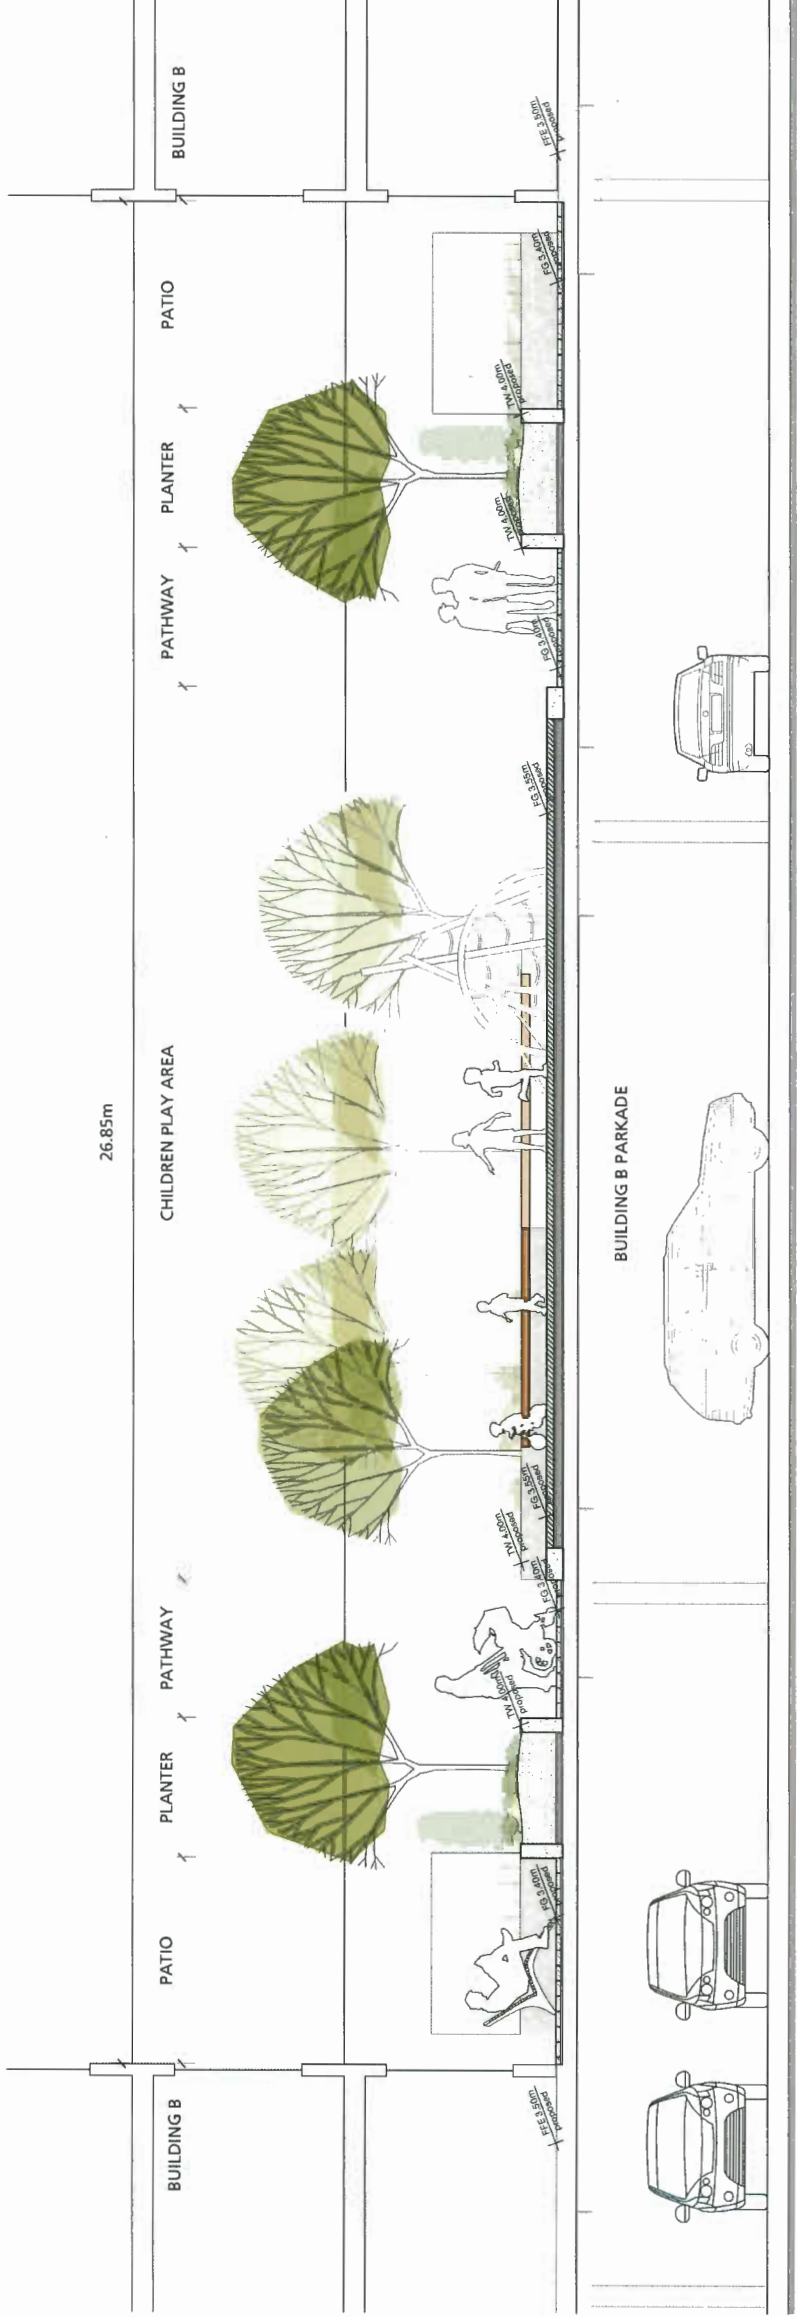 26.85m
BUILDING B
PATIO
PLANTER
PATHWAY
CHILDREN PLAY AREA
PATHWAY
PLANTER
PATIO
BUILDING B
FFE 3.50m
proposed
FG 3.40m
proposed
TW 4.00m
proposed
FG 3.40m
proposed
TW 4.00m
proposed
FG 3.55m
proposed
FG 3.55m
proposed
FG 3.40m
proposed
TW 4.00m
proposed
TW 4.00m
proposed
FG 3.40m
proposed
FFE 3.50m
proposed
BUILDING B PARKADE